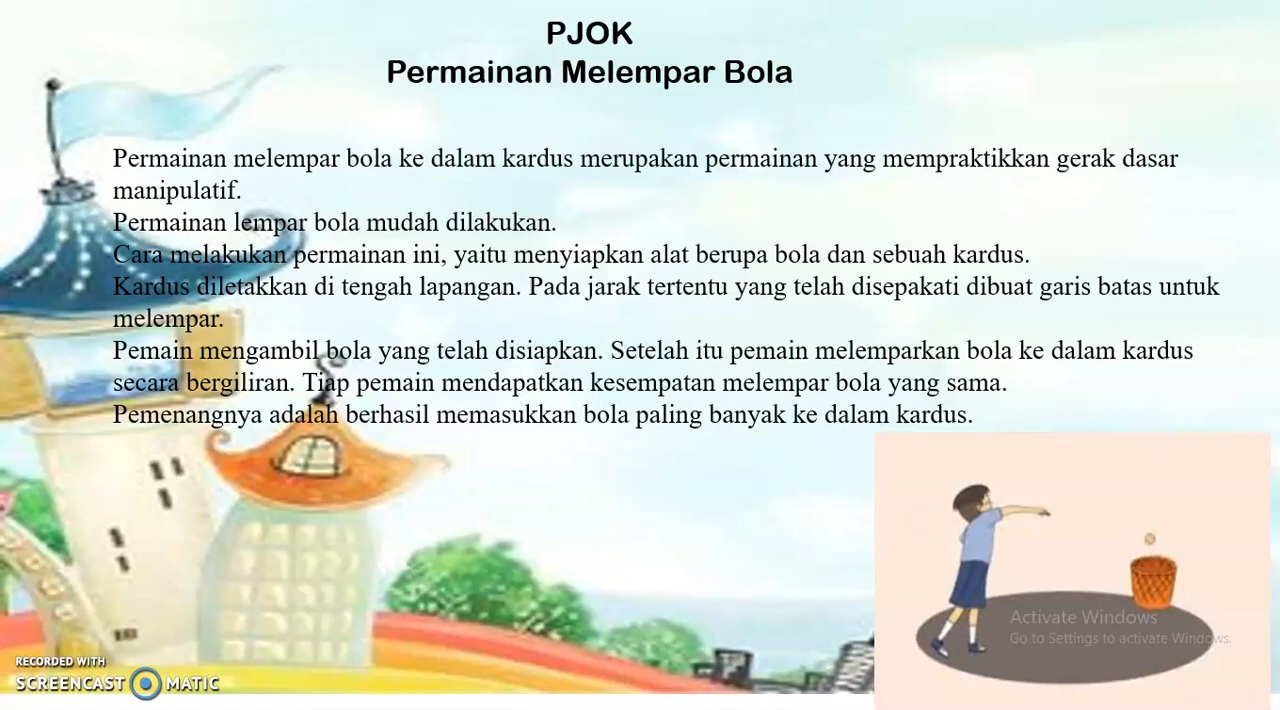 PJOK
Permainan Melempar Bola
Permainan melempar bola ke dalam kardus merupakan permainan yang mempraktikkan gerak dasar
manipulatif.
Permainan lempar bola mudah dilakukan.
Cara melakukan permainan ini, yaitu menyiapkan alat berupa bola dan sebuah kardus.
Kardus diletakkan di tengah lapangan. Pada jarak tertentu yang telah disepakati dibuat garis batas untuk
melempar.
Pemain mengambil bola yang telah disiapkan. Setelah itu pemain melemparkan bola ke dalam kardus
secara bergiliran. Tiap pemain mendapatkan kesempatan melempar bola yang sama.
Pemenangnya adalah berhasil memasukkan bola paling banyak ke dalam kardus.
Activate Windows
Go to Settings to activate Windows.
RECORDED WITH
SCREENCAST MATIC